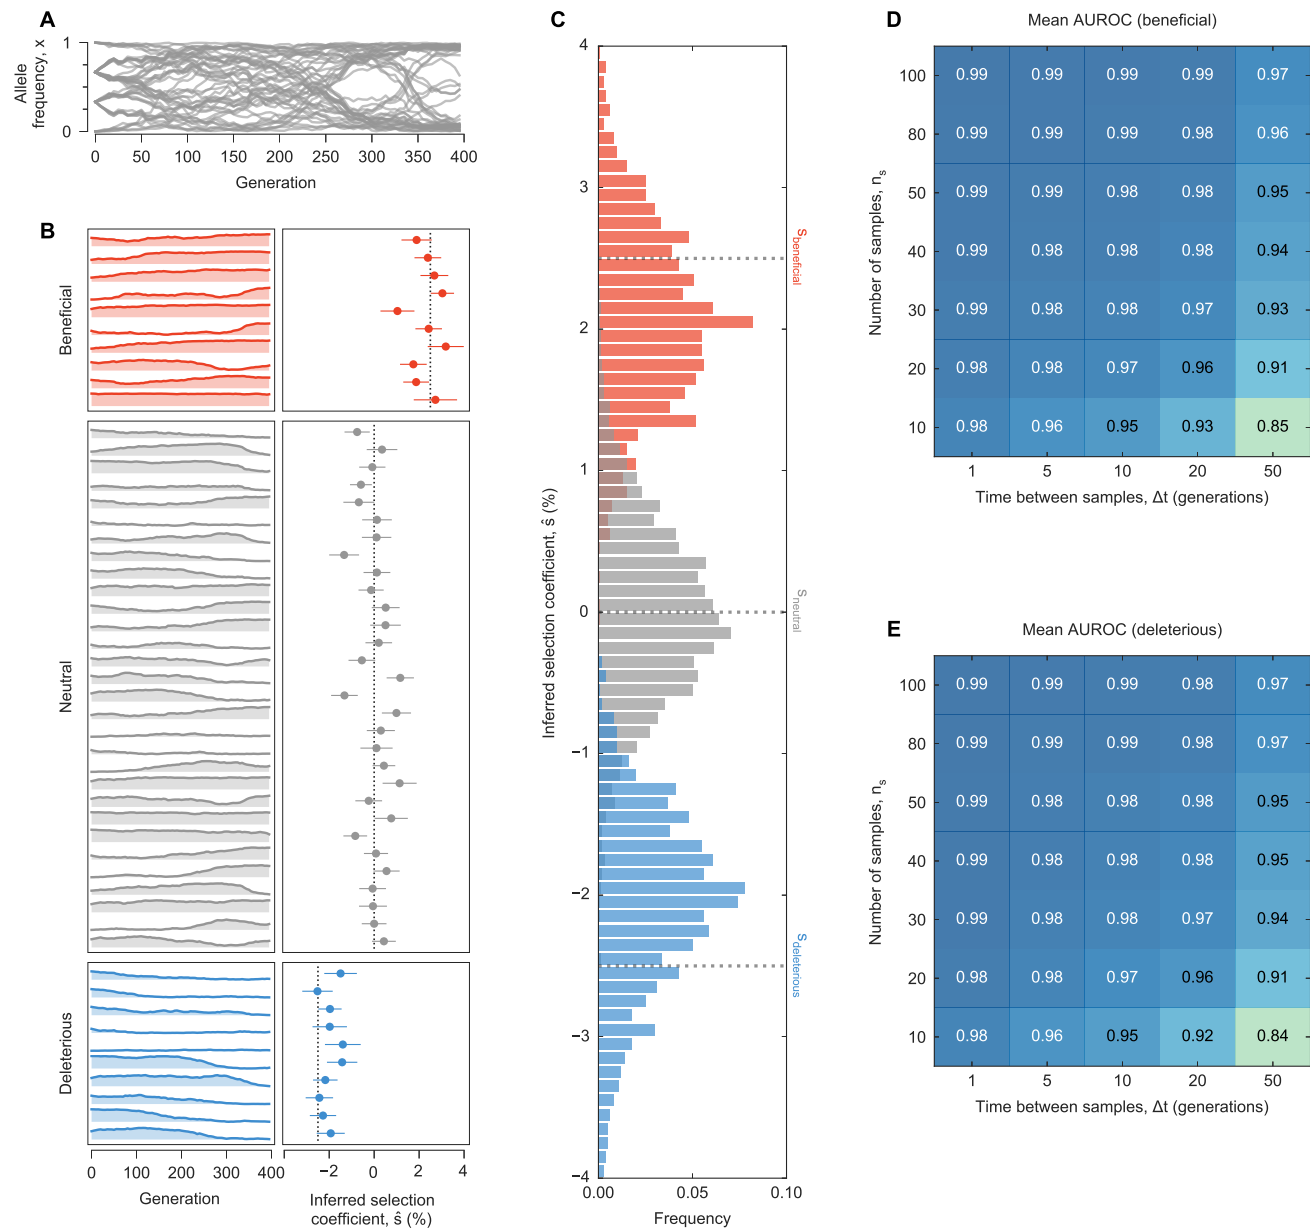 A
Allele
frequency, x
1
0
0 50 100 150 200 250 300 350 400
Generation
B
Beneficial
Neutral
Deleterious
0 100 200 300 400
Generation
−2 0 2 4
Inferred selection
coefficient, ŝ (%)
C
Inferred selection coefficient, ŝ (%)
4
3
2
1
0
−1
−2
−3
−4
s beneficial
s neutral
s deleterious
0.00 0.05 0.10
Frequency
D
Mean AUROC (beneficial)
Number of samples, ns
100 0.99 0.99 0.99 0.99 0.97
80 0.99 0.99 0.99 0.98 0.96
50 0.99 0.99 0.98 0.98 0.95
40 0.99 0.98 0.98 0.98 0.94
30 0.99 0.98 0.98 0.97 0.93
20 0.98 0.98 0.97 0.96 0.91
10 0.98 0.96 0.95 0.93 0.85
1 5 10 20 50
Time between samples, Δt (generations)
E
Mean AUROC (deleterious)
Number of samples, ns
100 0.99 0.99 0.99 0.98 0.97
80 0.99 0.99 0.99 0.98 0.97
50 0.99 0.98 0.98 0.98 0.95
40 0.99 0.98 0.98 0.98 0.95
30 0.99 0.98 0.98 0.97 0.94
20 0.98 0.98 0.97 0.96 0.91
10 0.98 0.96 0.95 0.92 0.84
1 5 10 20 50
Time between samples, Δt (generations)